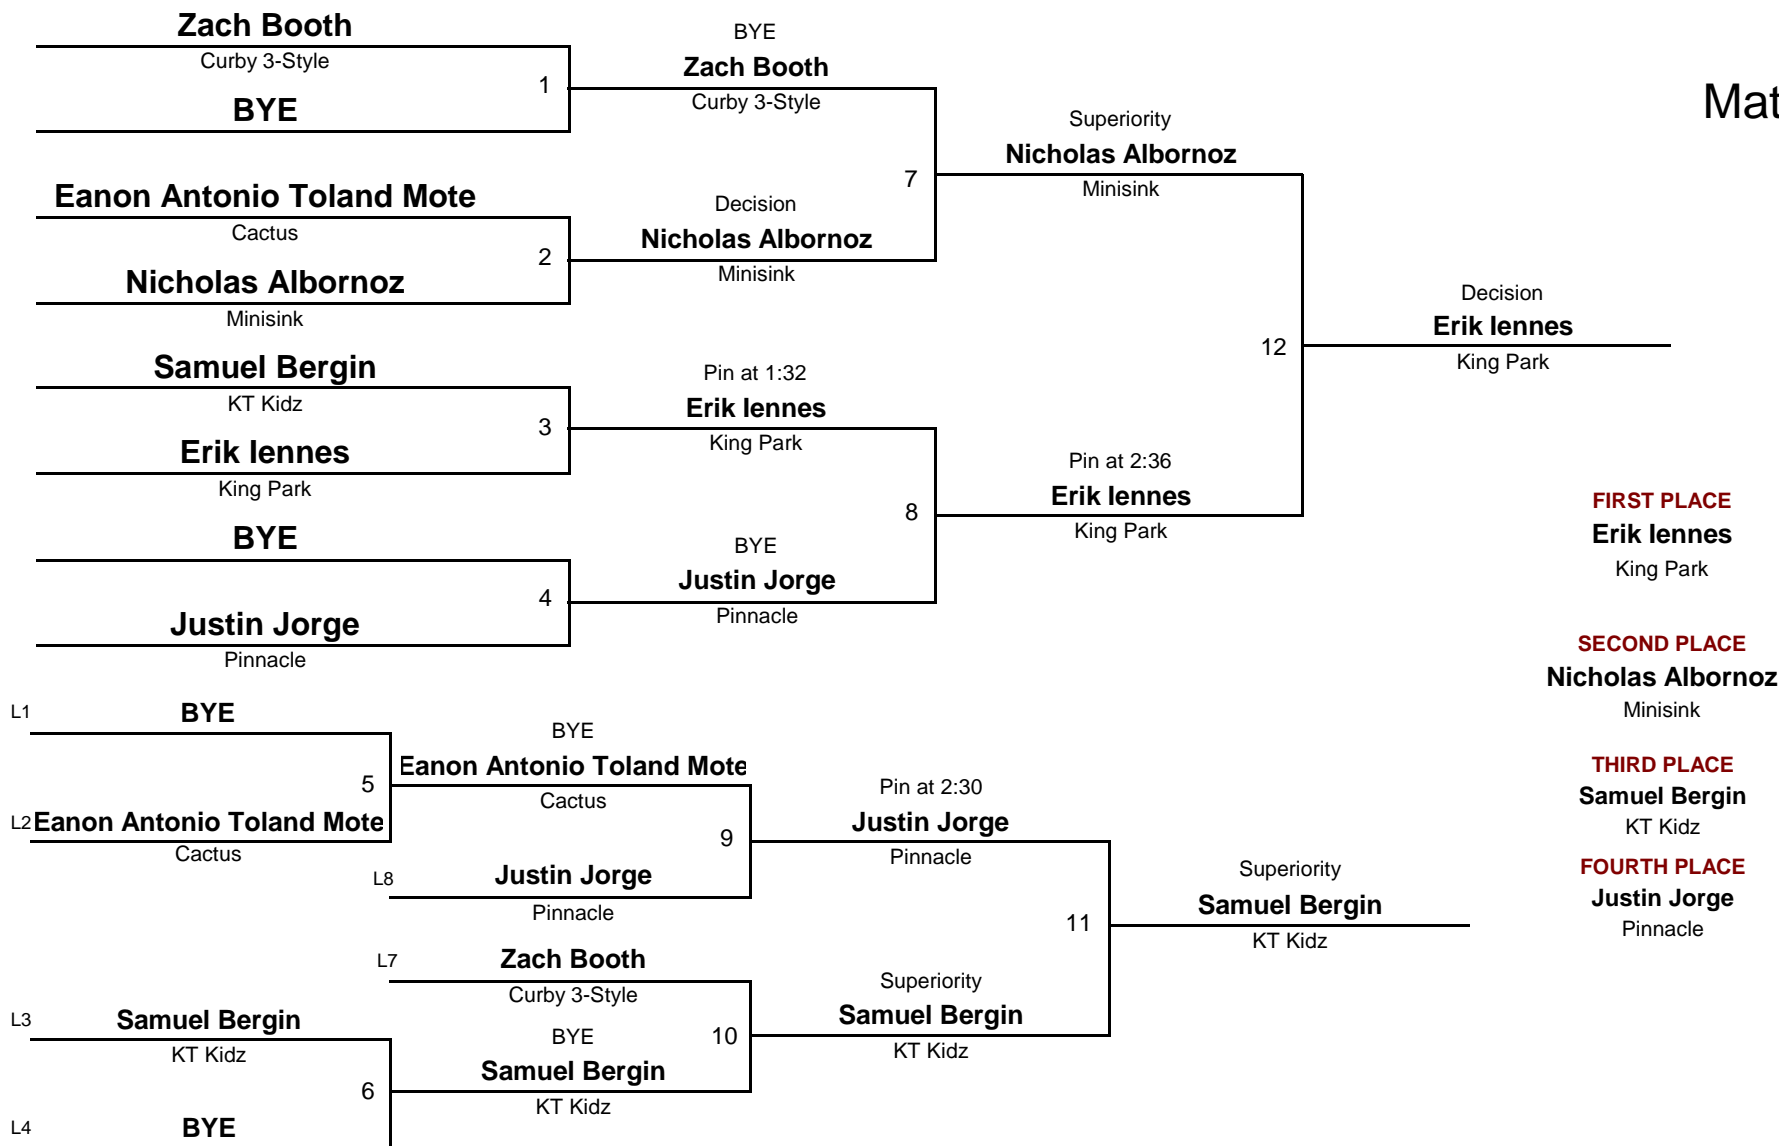 Zach Booth
Curby 3-Style
1
BYE
BYE
Zach Booth
Curby 3-Style
Mat
Eanon Antonio Toland Mote
Cactus
2
Nicholas Albornoz
Minisink
Decision
Nicholas Albornoz
Minisink
7
Superiority
Nicholas Albornoz
Minisink
Samuel Bergin
KT Kidz
3
Erik Iennes
King Park
Pin at 1:32
Erik Iennes
King Park
BYE
4
Justin Jorge
Pinnacle
BYE
Justin Jorge
Pinnacle
8
Pin at 2:36
Erik Iennes
King Park
12
Decision
Erik Iennes
King Park
FIRST PLACE
Erik Iennes
King Park
SECOND PLACE
Nicholas Albornoz
Minisink
THIRD PLACE
Samuel Bergin
KT Kidz
FOURTH PLACE
Justin Jorge
Pinnacle
L1
BYE
5
L2
Eanon Antonio Toland Mote
Cactus
BYE
Eanon Antonio Toland Mote
Cactus
9
L8
Justin Jorge
Pinnacle
Pin at 2:30
Justin Jorge
Pinnacle
L7
Zach Booth
Curby 3-Style
10
L3
Samuel Bergin
KT Kidz
6
L4
BYE
BYE
Samuel Bergin
KT Kidz
Superiority
Samuel Bergin
KT Kidz
11
Superiority
Samuel Bergin
KT Kidz